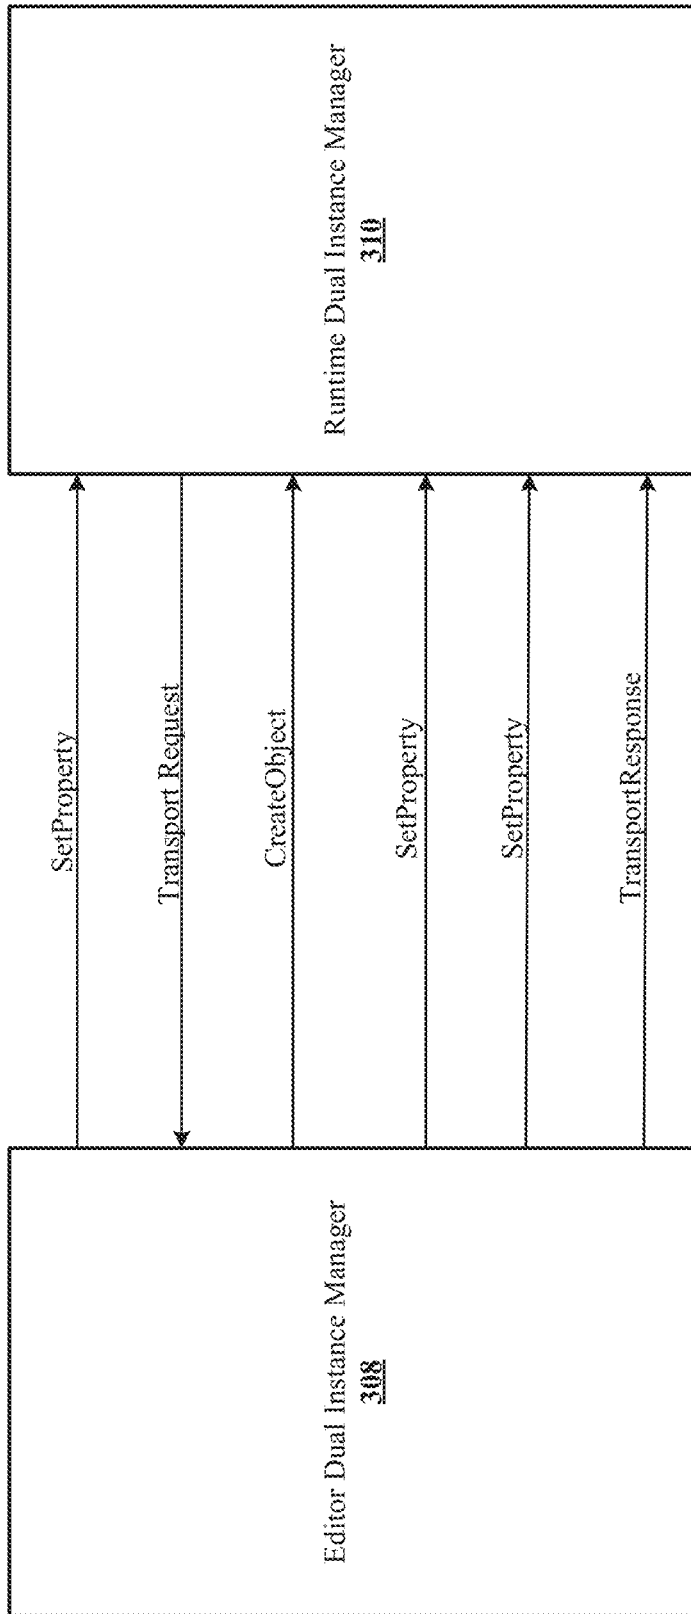 Editor Dual Instance Manager
308
SetProperty
Transport Request
CreateObject
SetProperty
SetProperty
TransportResponse
Runtime Dual Instance Manager
310